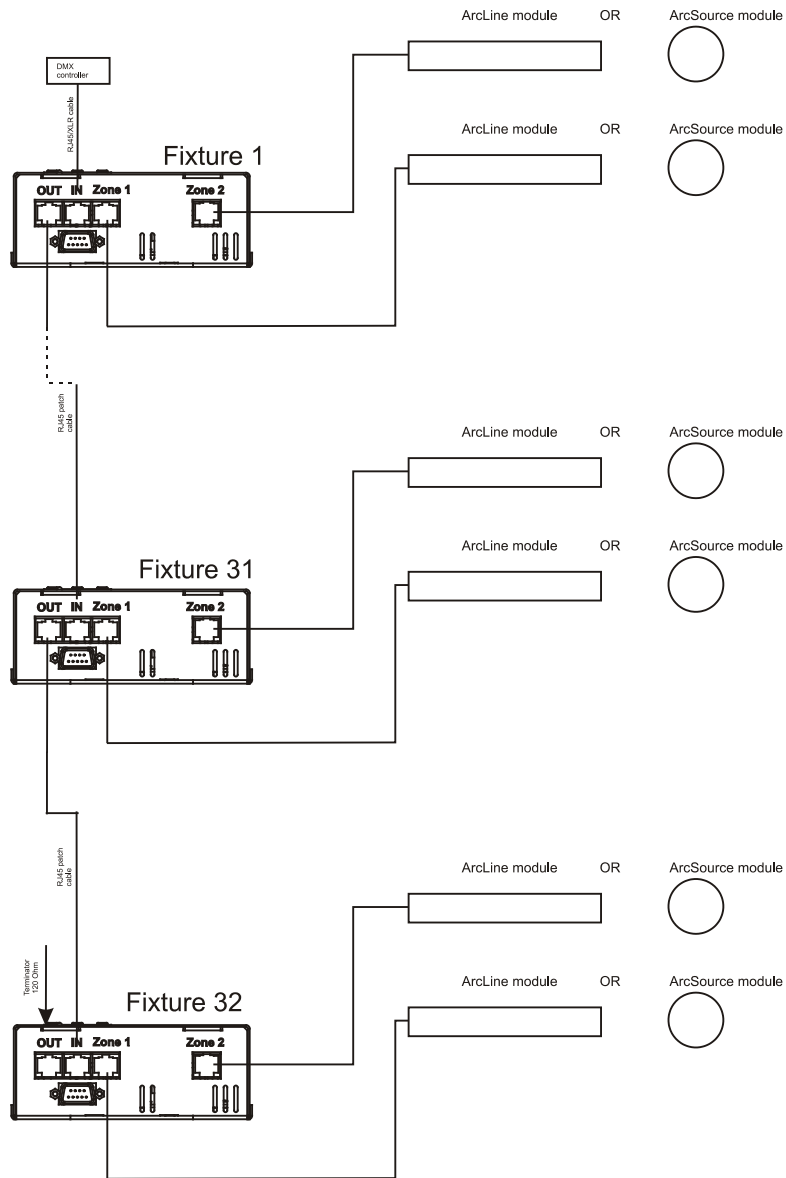 ArcLine module OR ArcSource module
DMX
controller
RJ45/XLR cable
ArcLine module OR ArcSource module
Fixture 1
OUT IN Zone 1 Zone 2
RJ45 patch
cable
ArcLine module OR ArcSource module
ArcLine module OR ArcSource module
Fixture 31
OUT IN Zone 1 Zone 2
RJ45 patch
cable
ArcLine module OR ArcSource module
Terminator
120 Ohm
ArcLine module OR ArcSource module
Fixture 32
OUT IN Zone 1 Zone 2